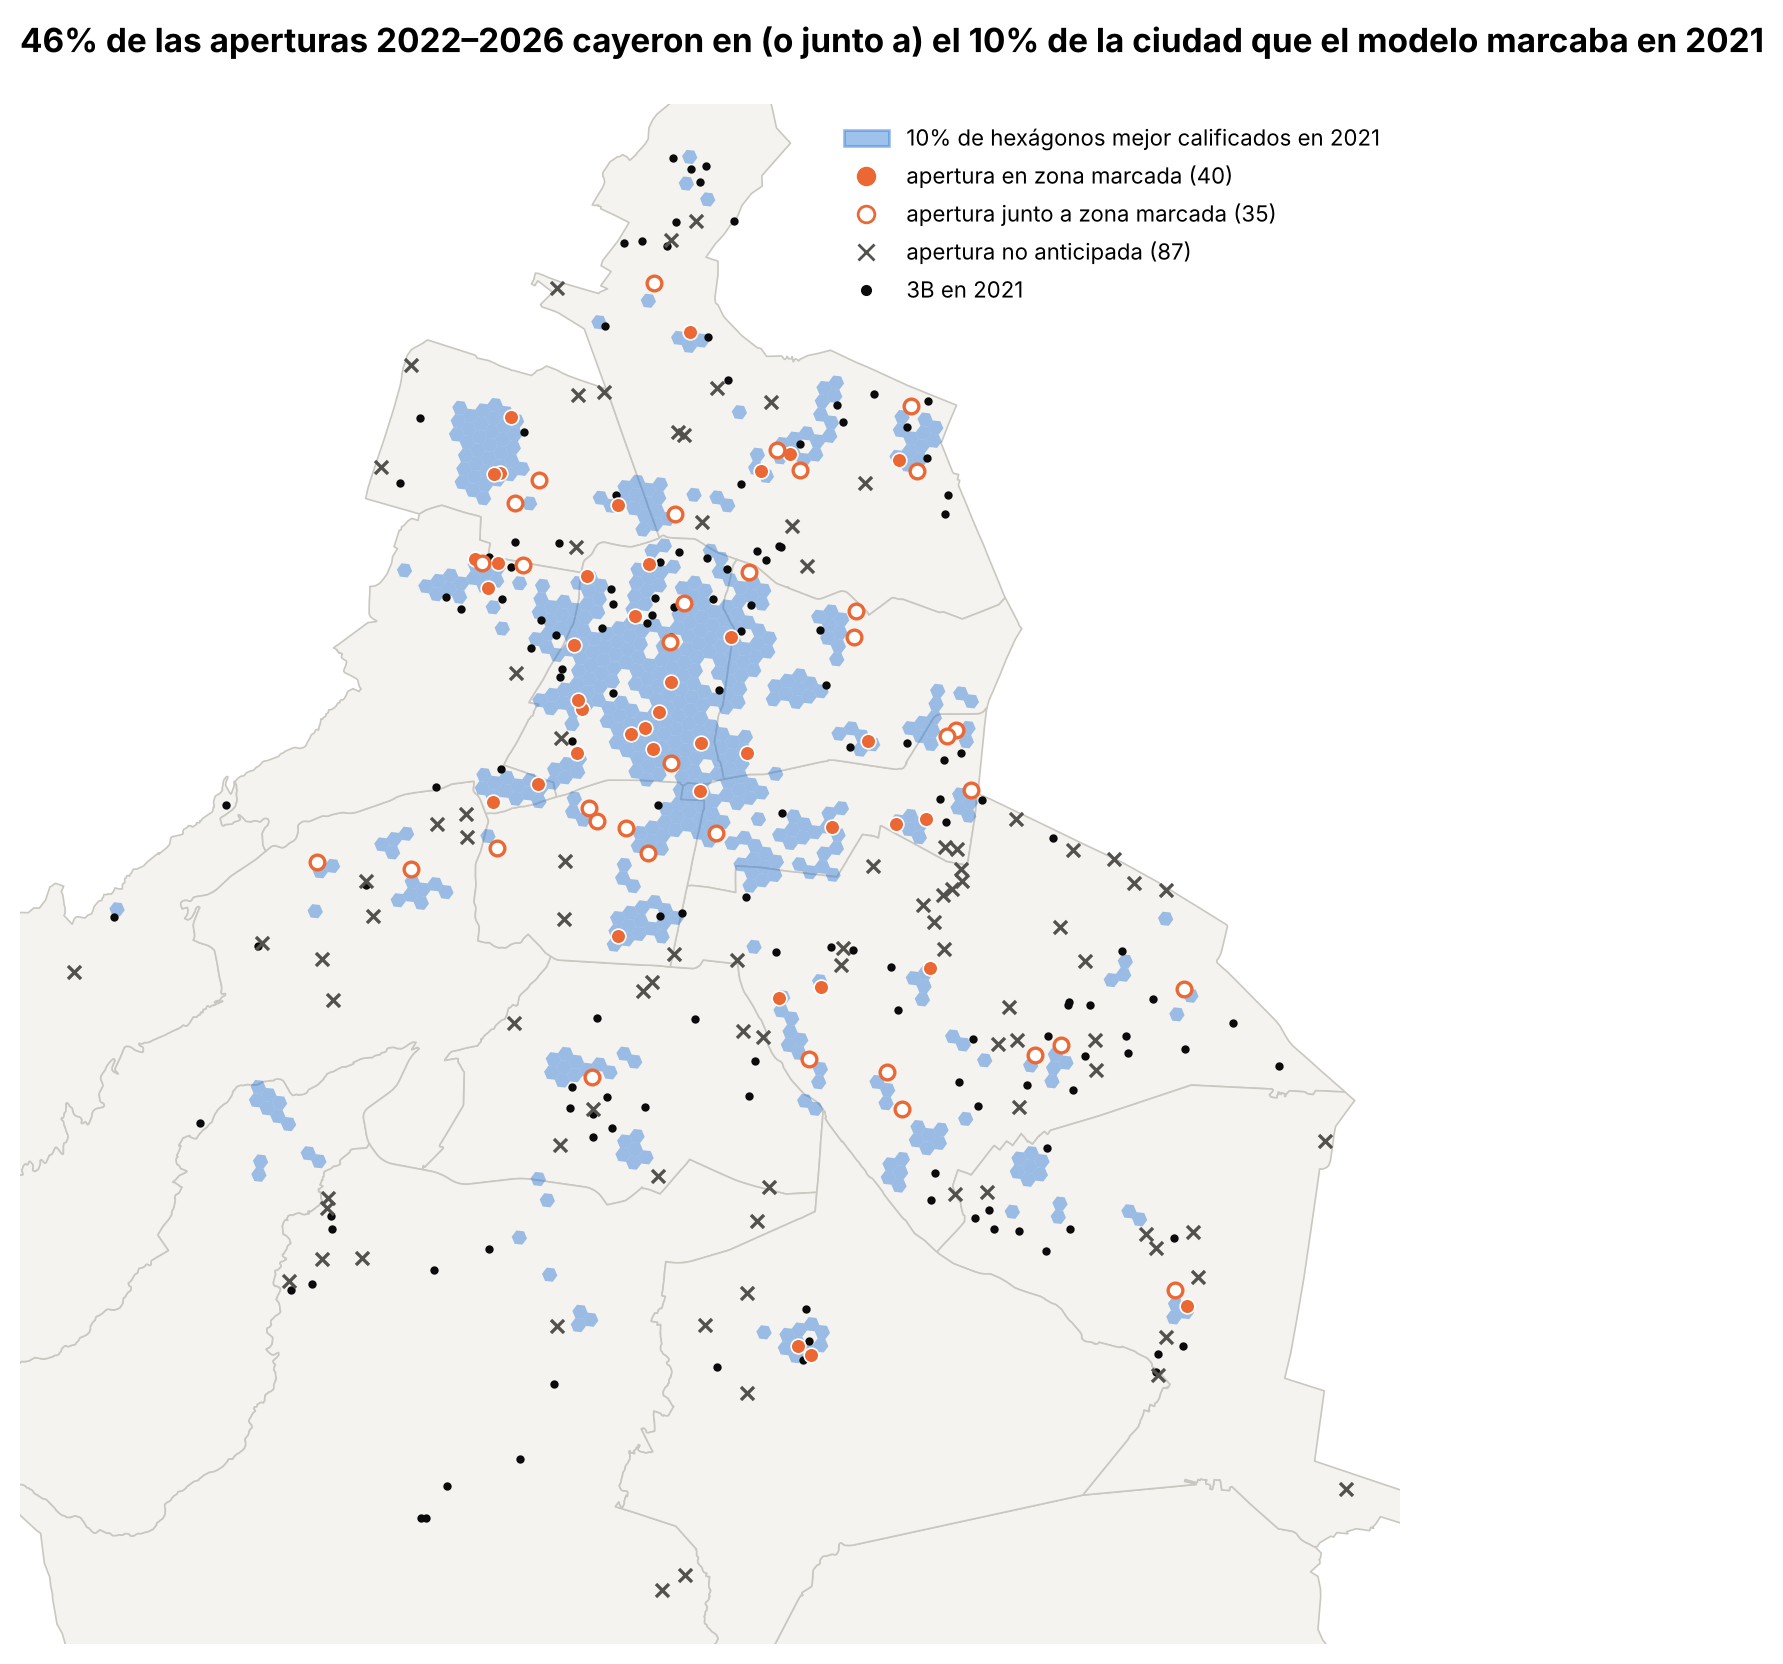 46% de las aperturas 2022–2026 cayeron en (o junto a) el 10% de la ciudad que el modelo marcaba en 2021
10% de hexágonos mejor calificados en 2021
apertura en zona marcada (40)
apertura junto a zona marcada (35)
apertura no anticipada (87)
3B en 2021